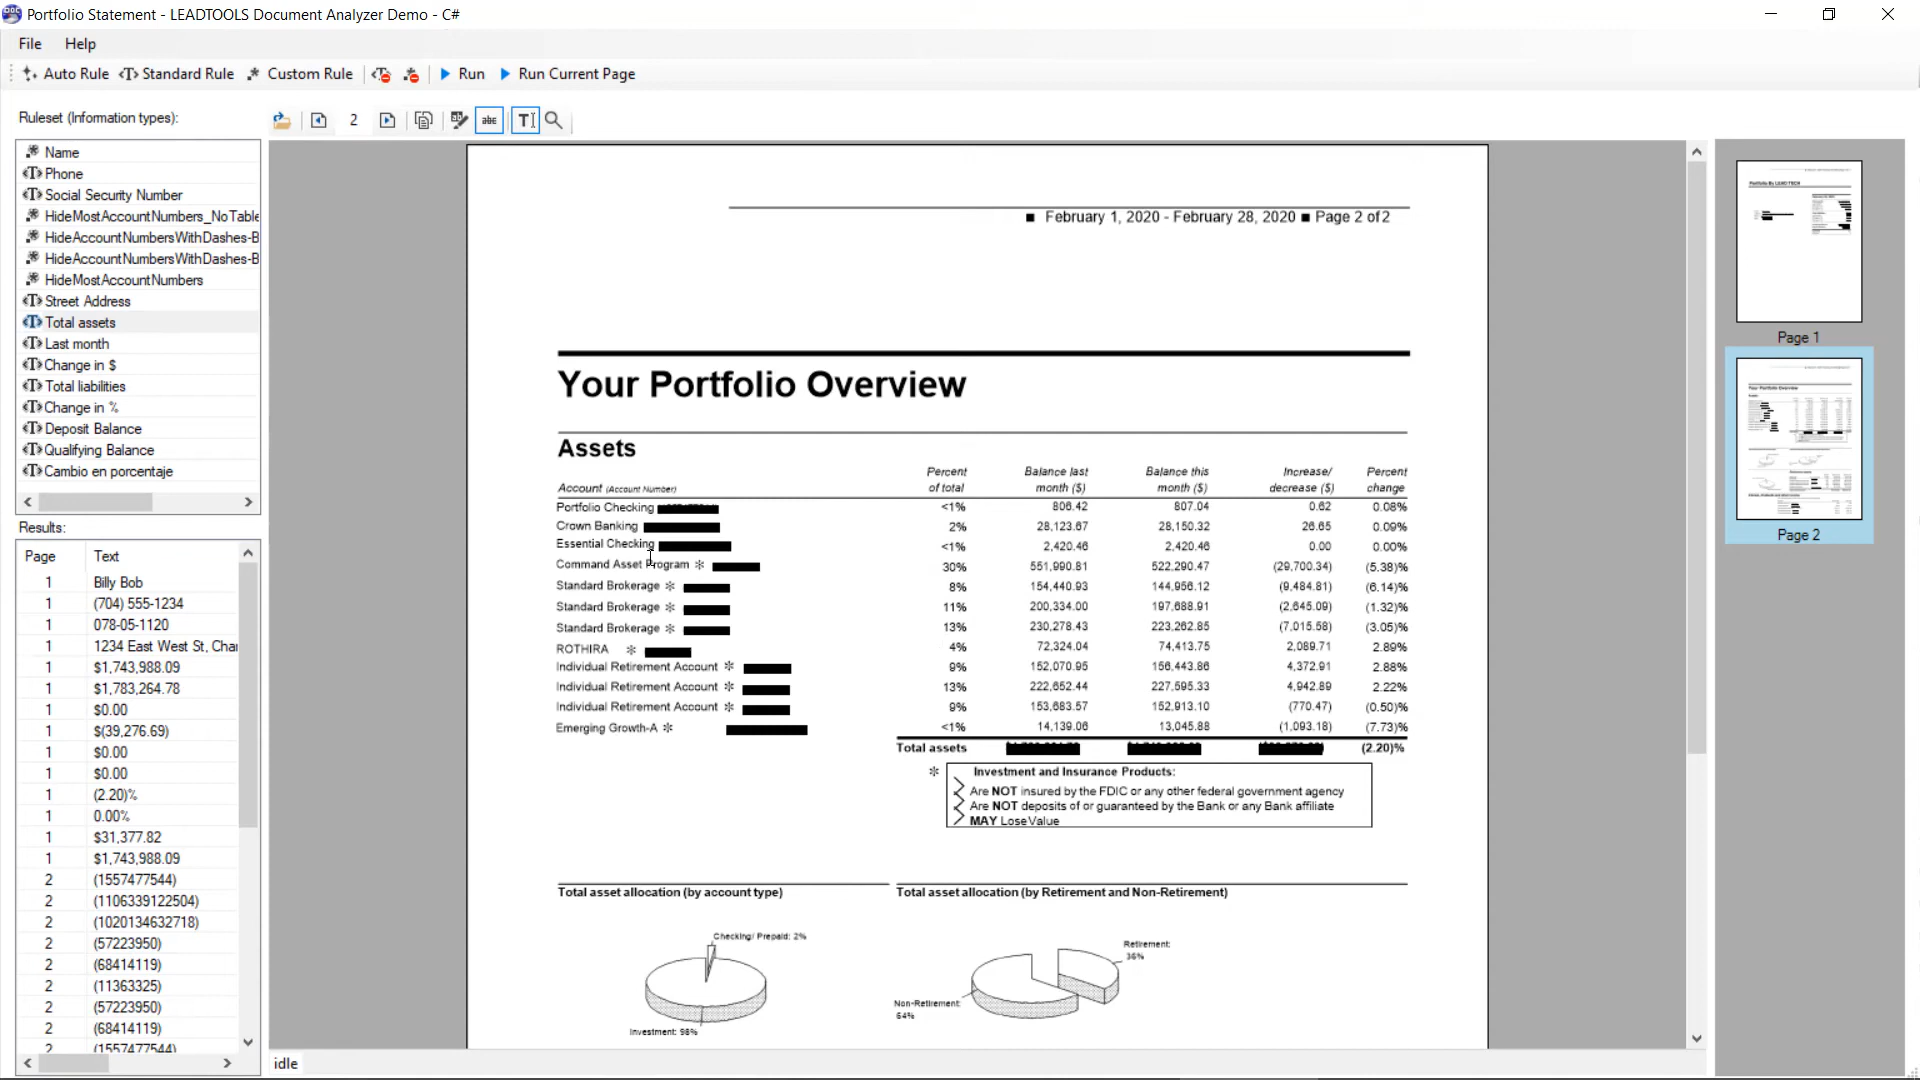 Portfolio Statement - LEADTOOLS Document Analyzer Demo - C#
File Help
Auto Rule Standard Rule Custom Rule Run Run Current Page
Ruleset (Information types):
2
Name
Phone
Social Security Number
HideMostAccountNumbers_NoTable
HideAccountNumbersWithDashes-B
HideAccountNumbersWithDashes-B
HideMostAccountNumbers
Street Address
Total assets
Last month
Change in $
Total liabilities
Change in %
Deposit Balance
Qualifying Balance
Cambio en porcentaje
Results:
Page Text
1 Billy Bob
1 (704) 555-1234
1 078-05-1120
1 1234 East West St, Char
1 $1,743,988.09
1 $1,783,264.78
1 $0.00
1 $(39,276.69)
1 $0.00
1 $0.00
1 (2.20)%
1 0.00%
1 $31,377.82
1 $1,743,988.09
2 (1557477544)
2 (1106339122504)
2 (1020134632718)
2 (57223950)
2 (68414119)
2 (11363325)
2 (57223950)
2 (68414119)
2 (1557477544)
■ February 1, 2020 - February 28, 2020 ■ Page 2 of 2
Your Portfolio Overview
Assets
Account (Account Number) Percent of total Balance last month ($) Balance this month ($) Increase/ decrease ($) Percent change
Portfolio Checking <1% 806.42 807.04 0.62 0.08%
Crown Banking 2% 28,123.67 28,150.32 26.65 0.09%
Essential Checking <1% 2,420.46 2,420.46 0.00 0.00%
Command Asset Program * 30% 551,990.81 522,290.47 (29,700.34) (5.38)%
Standard Brokerage * 8% 154,440.93 144,956.12 (9,484.81) (6.14)%
Standard Brokerage * 11% 200,334.00 197,688.91 (2,645.09) (1.32)%
Standard Brokerage * 13% 230,278.43 223,262.85 (7,015.58) (3.05)%
ROTHIRA * 4% 72,324.04 74,413.75 2,089.71 2.89%
Individual Retirement Account * 9% 152,070.95 156,443.86 4,372.91 2.88%
Individual Retirement Account * 13% 222,652.44 227,595.33 4,942.89 2.22%
Individual Retirement Account * 9% 153,683.57 152,913.10 (770.47) (0.50)%
Emerging Growth-A * <1% 14,139.06 13,045.88 (1,093.18) (7.73)%
Total assets (2.20)%
* Investment and Insurance Products:
Are NOT insured by the FDIC or any other federal government agency
Are NOT deposits of or guaranteed by the Bank or any Bank affiliate
MAY Lose Value
Total asset allocation (by account type)
Checking/ Prepaid: 2%
Investment: 98%
Total asset allocation (by Retirement and Non-Retirement)
Retirement: 36%
Non-Retirement: 64%
Page 1
Page 2
idle